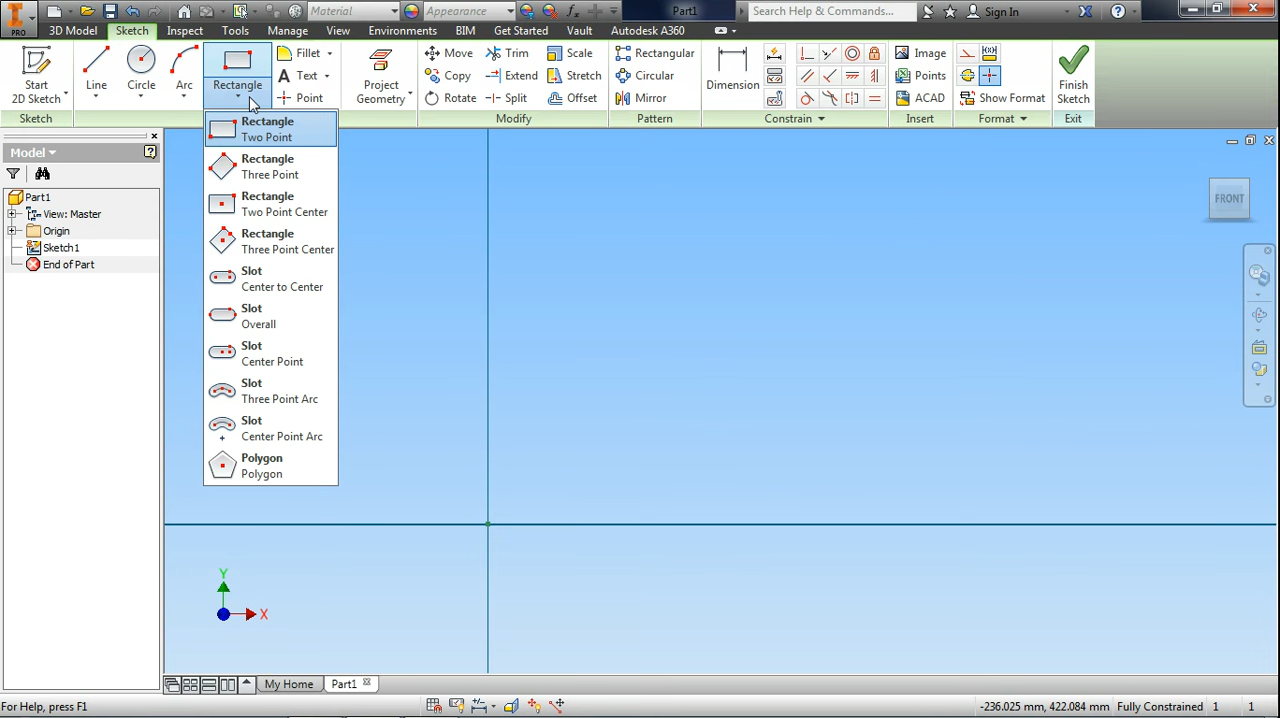 PRO
Material
Appearance
Part1
Search Help & Commands...
Sign In
3D Model
Sketch
Inspect
Tools
Manage
View
Environments
BIM
Get Started
Vault
Autodesk A360
Start
2D Sketch
Line
Circle
Arc
Rectangle
Fillet
Text
Point
Project
Geometry
Move
Copy
Rotate
Trim
Extend
Split
Scale
Stretch
Offset
Rectangular
Circular
Mirror
Dimension
Image
Points
ACAD
Show Format
Finish
Sketch
Sketch
Modify
Pattern
Constrain
Insert
Format
Exit
Rectangle
Two Point
Rectangle
Three Point
Rectangle
Two Point Center
Rectangle
Three Point Center
Slot
Center to Center
Slot
Overall
Slot
Center Point
Slot
Three Point Arc
Slot
Center Point Arc
Polygon
Polygon
Model
Part1
View: Master
Origin
Sketch1
End of Part
FRONT
Y
X
My Home
Part1
For Help, press F1
-236.025 mm, 422.084 mm
Fully Constrained
1
1